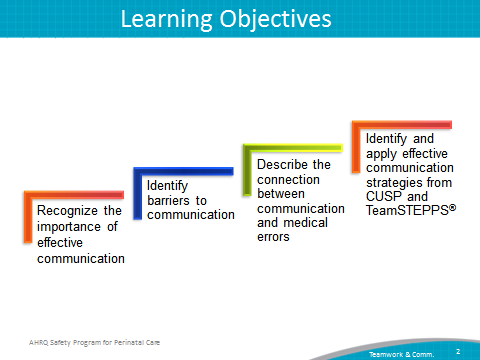 Learning Objectives
Recognize the
importance of
effective
communication
Identify
barriers to
communication
Describe the
connection
between
communication
and medical
errors
Identify and
apply effective
communication
strategies from
CUSP and
TeamSTEPPS®
AHRQ Safety Program for Perinatal Care
Teamwork & Comm.
2